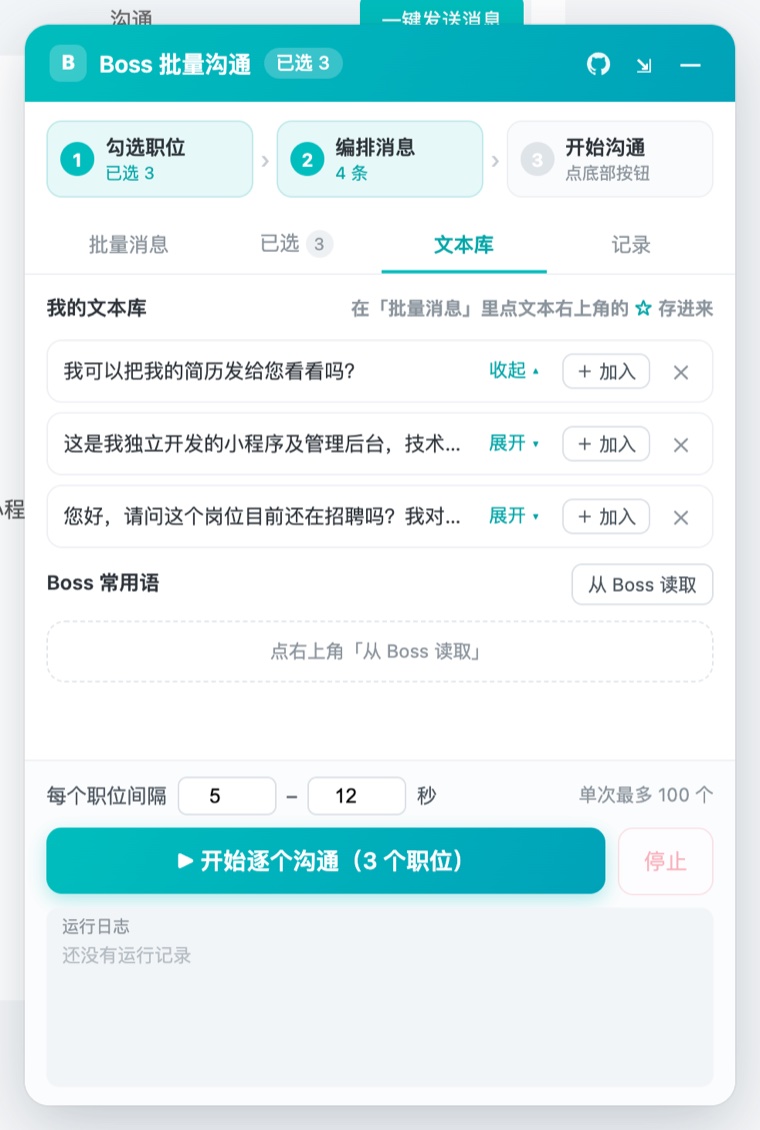 沟通
一键发送消息
B Boss 批量沟通 已选 3
1 勾选职位 已选 3 › 2 编排消息 4 条 › 3 开始沟通 点底部按钮
批量消息 已选 3 文本库 记录
我的文本库 在「批量消息」里点文本右上角的 ☆ 存进来
我可以把我的简历发给您看看吗? 收起 ▴ + 加入 ×
这是我独立开发的小程序及管理后台，技术... 展开 ▾ + 加入 ×
您好，请问这个岗位目前还在招聘吗？我对... 展开 ▾ + 加入 ×
Boss 常用语 从 Boss 读取
点右上角「从 Boss 读取」
每个职位间隔 5 – 12 秒 单次最多 100 个
▶ 开始逐个沟通（3 个职位） 停止
运行日志
还没有运行记录